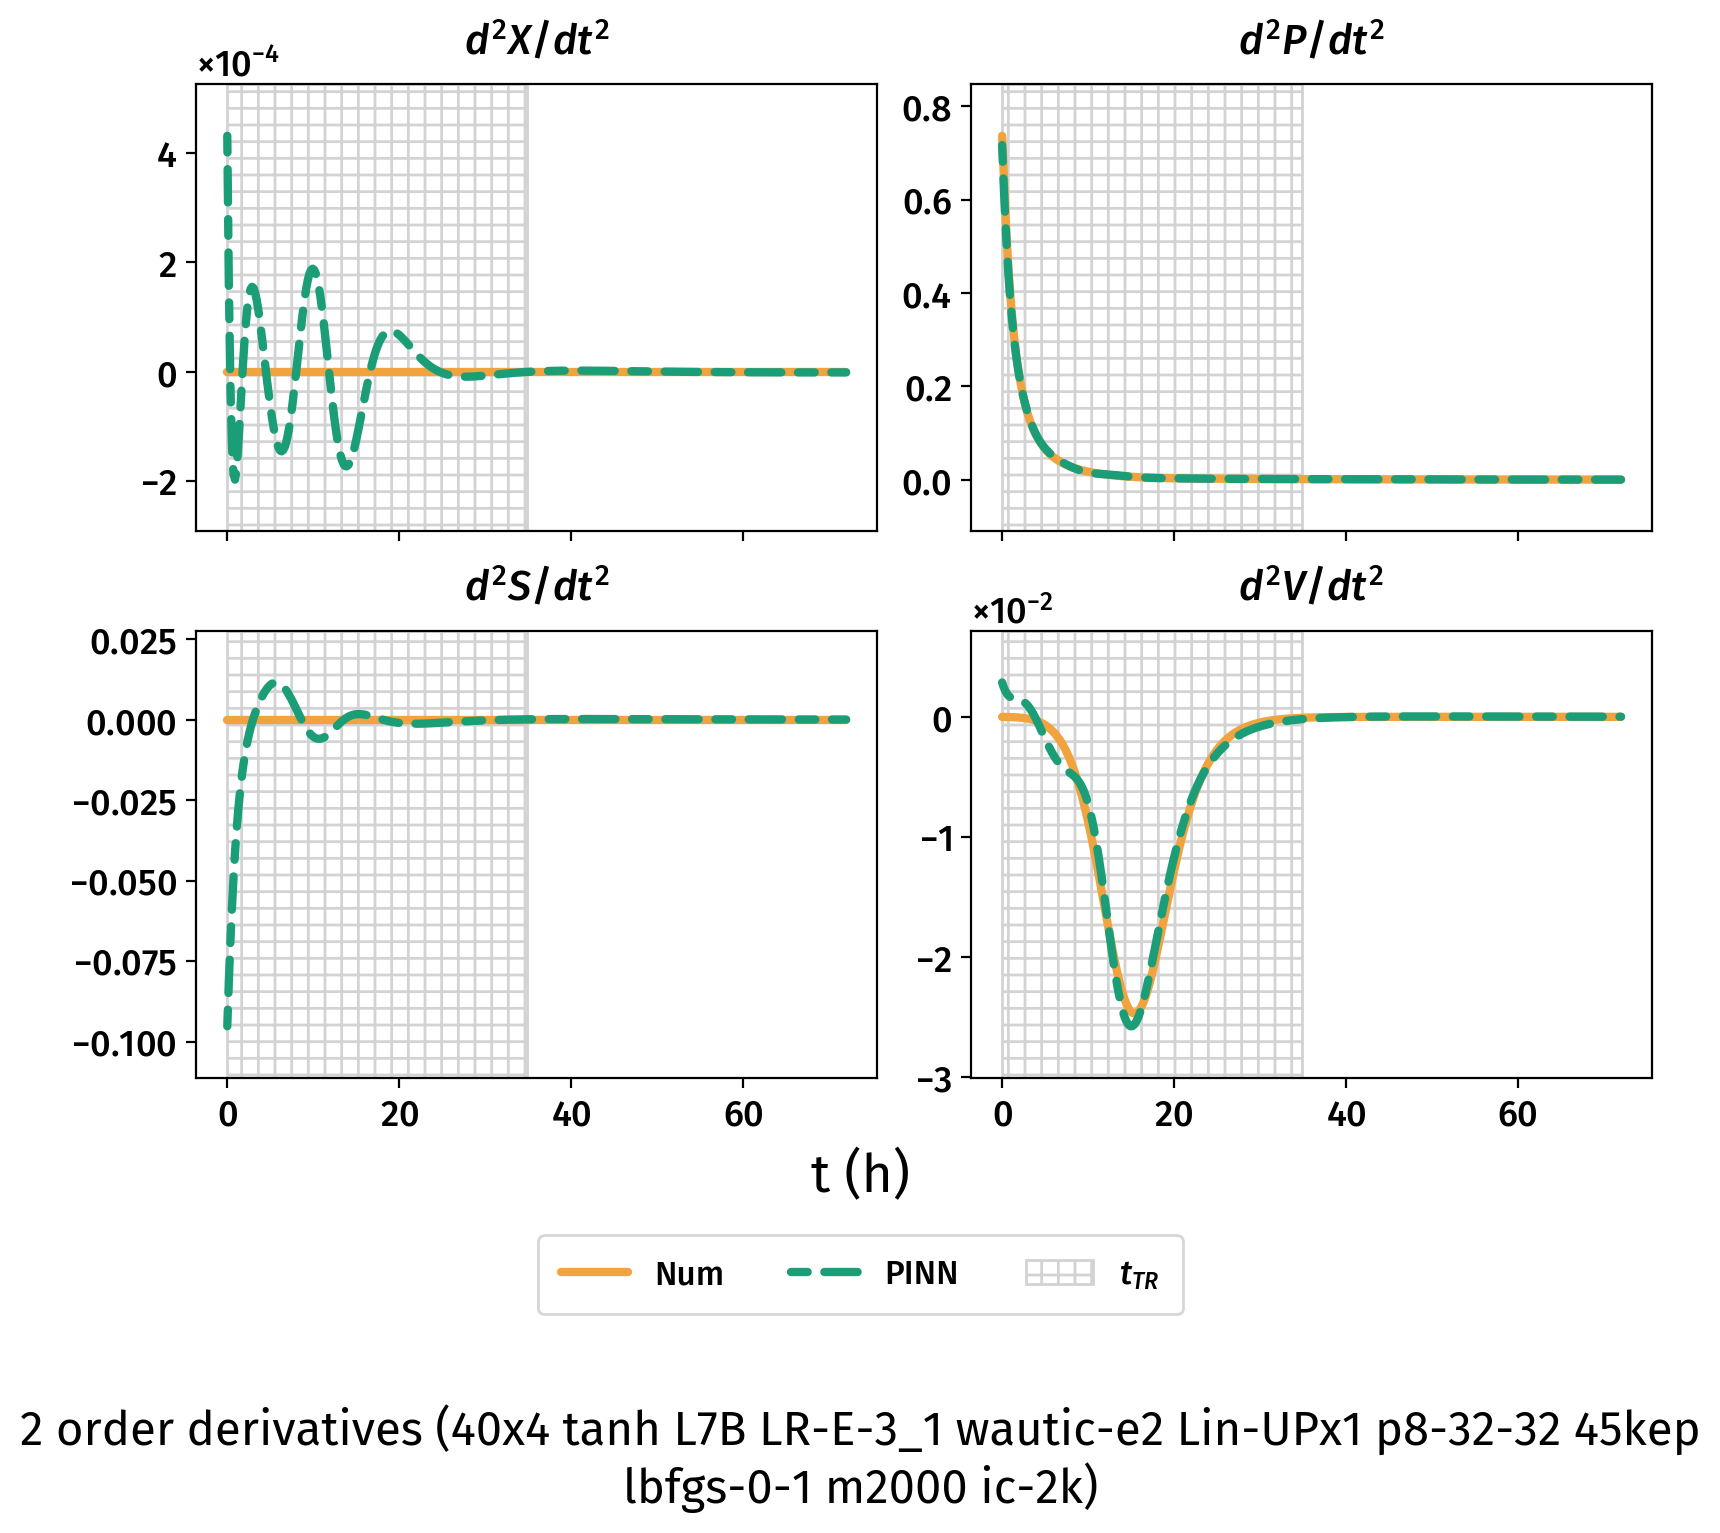 d²X/dt²
×10⁻⁴
4
2
0
−2
d²P/dt²
0.8
0.6
0.4
0.2
0.0
d²S/dt²
0.025
0.000
−0.025
−0.050
−0.075
−0.100
0 20 40 60
d²V/dt²
×10⁻²
0
−1
−2
−3
0 20 40 60
t (h)
Num PINN t_TR
2 order derivatives (40x4 tanh L7B LR-E-3_1 wautic-e2 Lin-UPx1 p8-32-32 45kep
lbfgs-0-1 m2000 ic-2k)